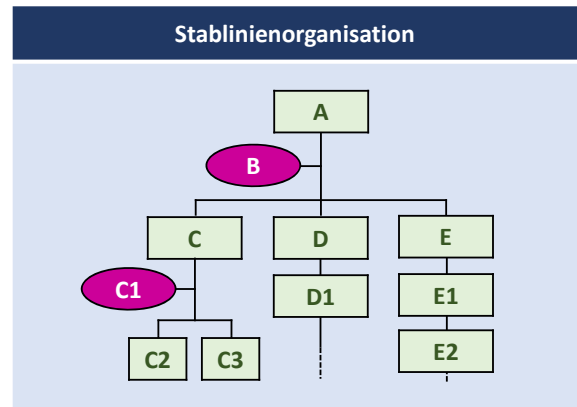 Stablinienorganisation
A
B
C
D
E
C1
D1
E1
C2
C3
E2